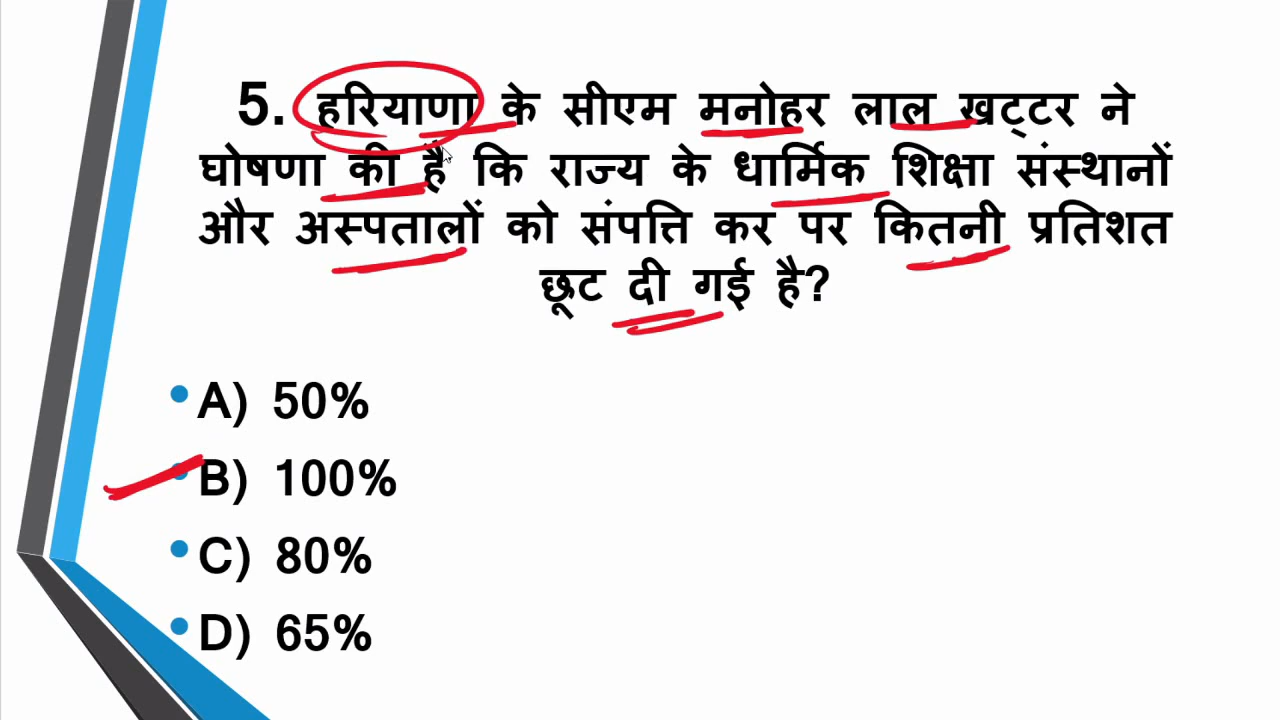 5. हरियाणा के सीएम मनोहर लाल खट्टर ने
घोषणा की है कि राज्य के धार्मिक शिक्षा संस्थानों
और अस्पतालों को संपत्ति कर पर कितनी प्रतिशत
छूट दी गई है?
A) 50%
B) 100%
C) 80%
D) 65%